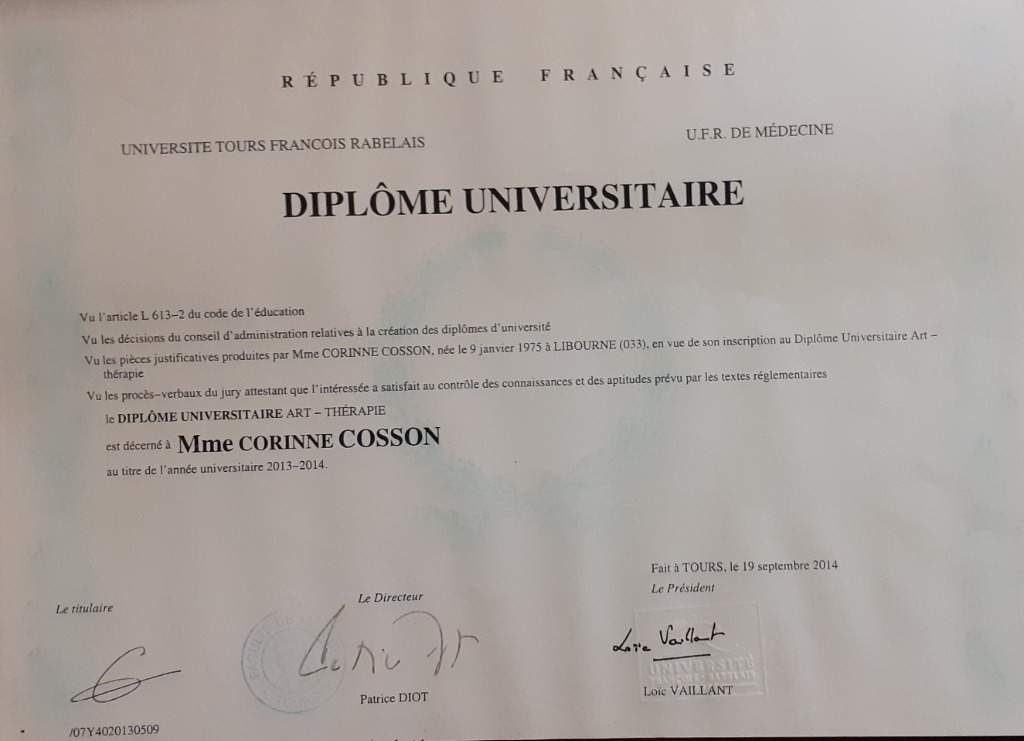 RÉPUBLIQUE FRANÇAISE
UNIVERSITE TOURS FRANCOIS RABELAIS
U.F.R. DE MÉDECINE
DIPLÔME UNIVERSITAIRE
Vu l'article L 613–2 du code de l'éducation
Vu les décisions du conseil d'administration relatives à la création des diplômes d'université
Vu les pièces justificatives produites par Mme CORINNE COSSON, née le 9 janvier 1975 à LIBOURNE (033), en vue de son inscription au Diplôme Universitaire Art –
thérapie
Vu les procès–verbaux du jury attestant que l'intéressée a satisfait au contrôle des connaissances et des aptitudes prévu par les textes réglementaires
le DIPLÔME UNIVERSITAIRE ART – THÉRAPIE
est décerné à Mme CORINNE COSSON
au titre de l'année universitaire 2013–2014.
Fait à TOURS, le 19 septembre 2014
Le Président
Le Directeur
Le titulaire
Loïc Vaillant
UNIVERSITÉ
FRANÇOIS - RABELAIS
Loïc VAILLANT
Patrice DIOT
/07Y4020130509